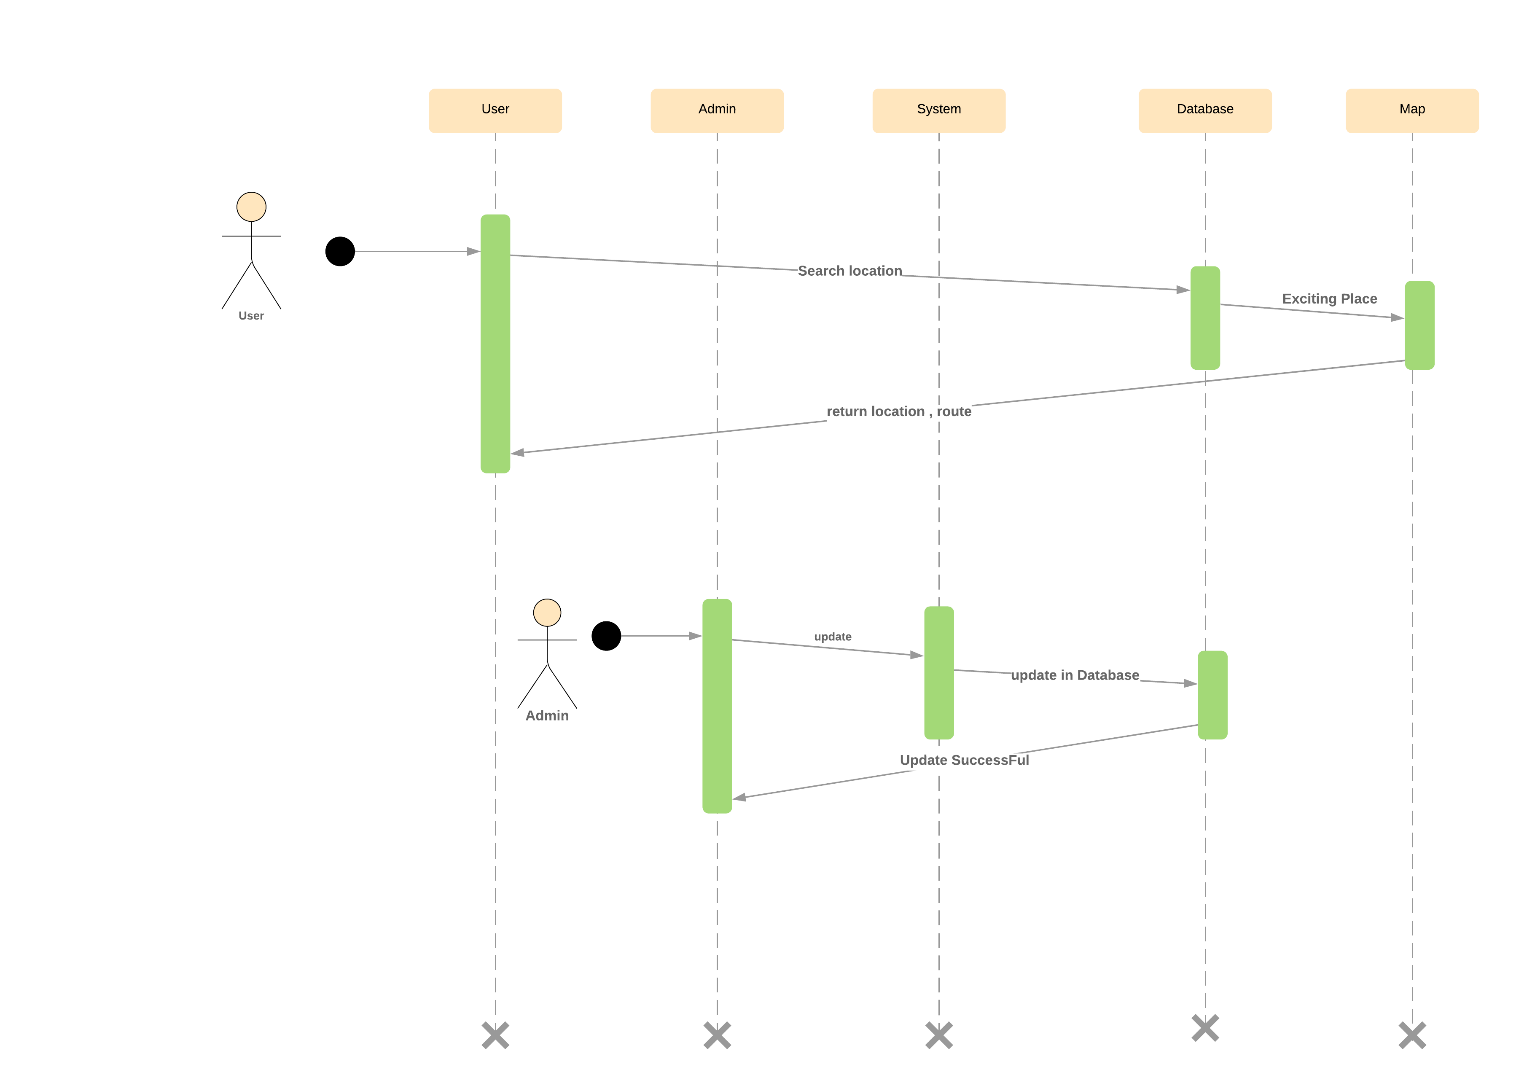 User
Admin
System
Database
Map
Search location
Exciting Place
User
return location , route
update
update in Database
Admin
Update SuccessFul